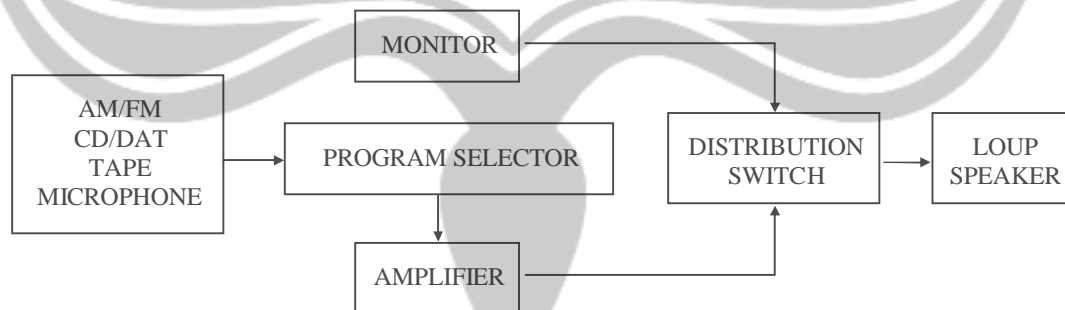 MONITOR
AM/FM
CD/DAT
TAPE
MICROPHONE
PROGRAM SELECTOR
DISTRIBUTION
SWITCH
LOUP
SPEAKER
AMPLIFIER